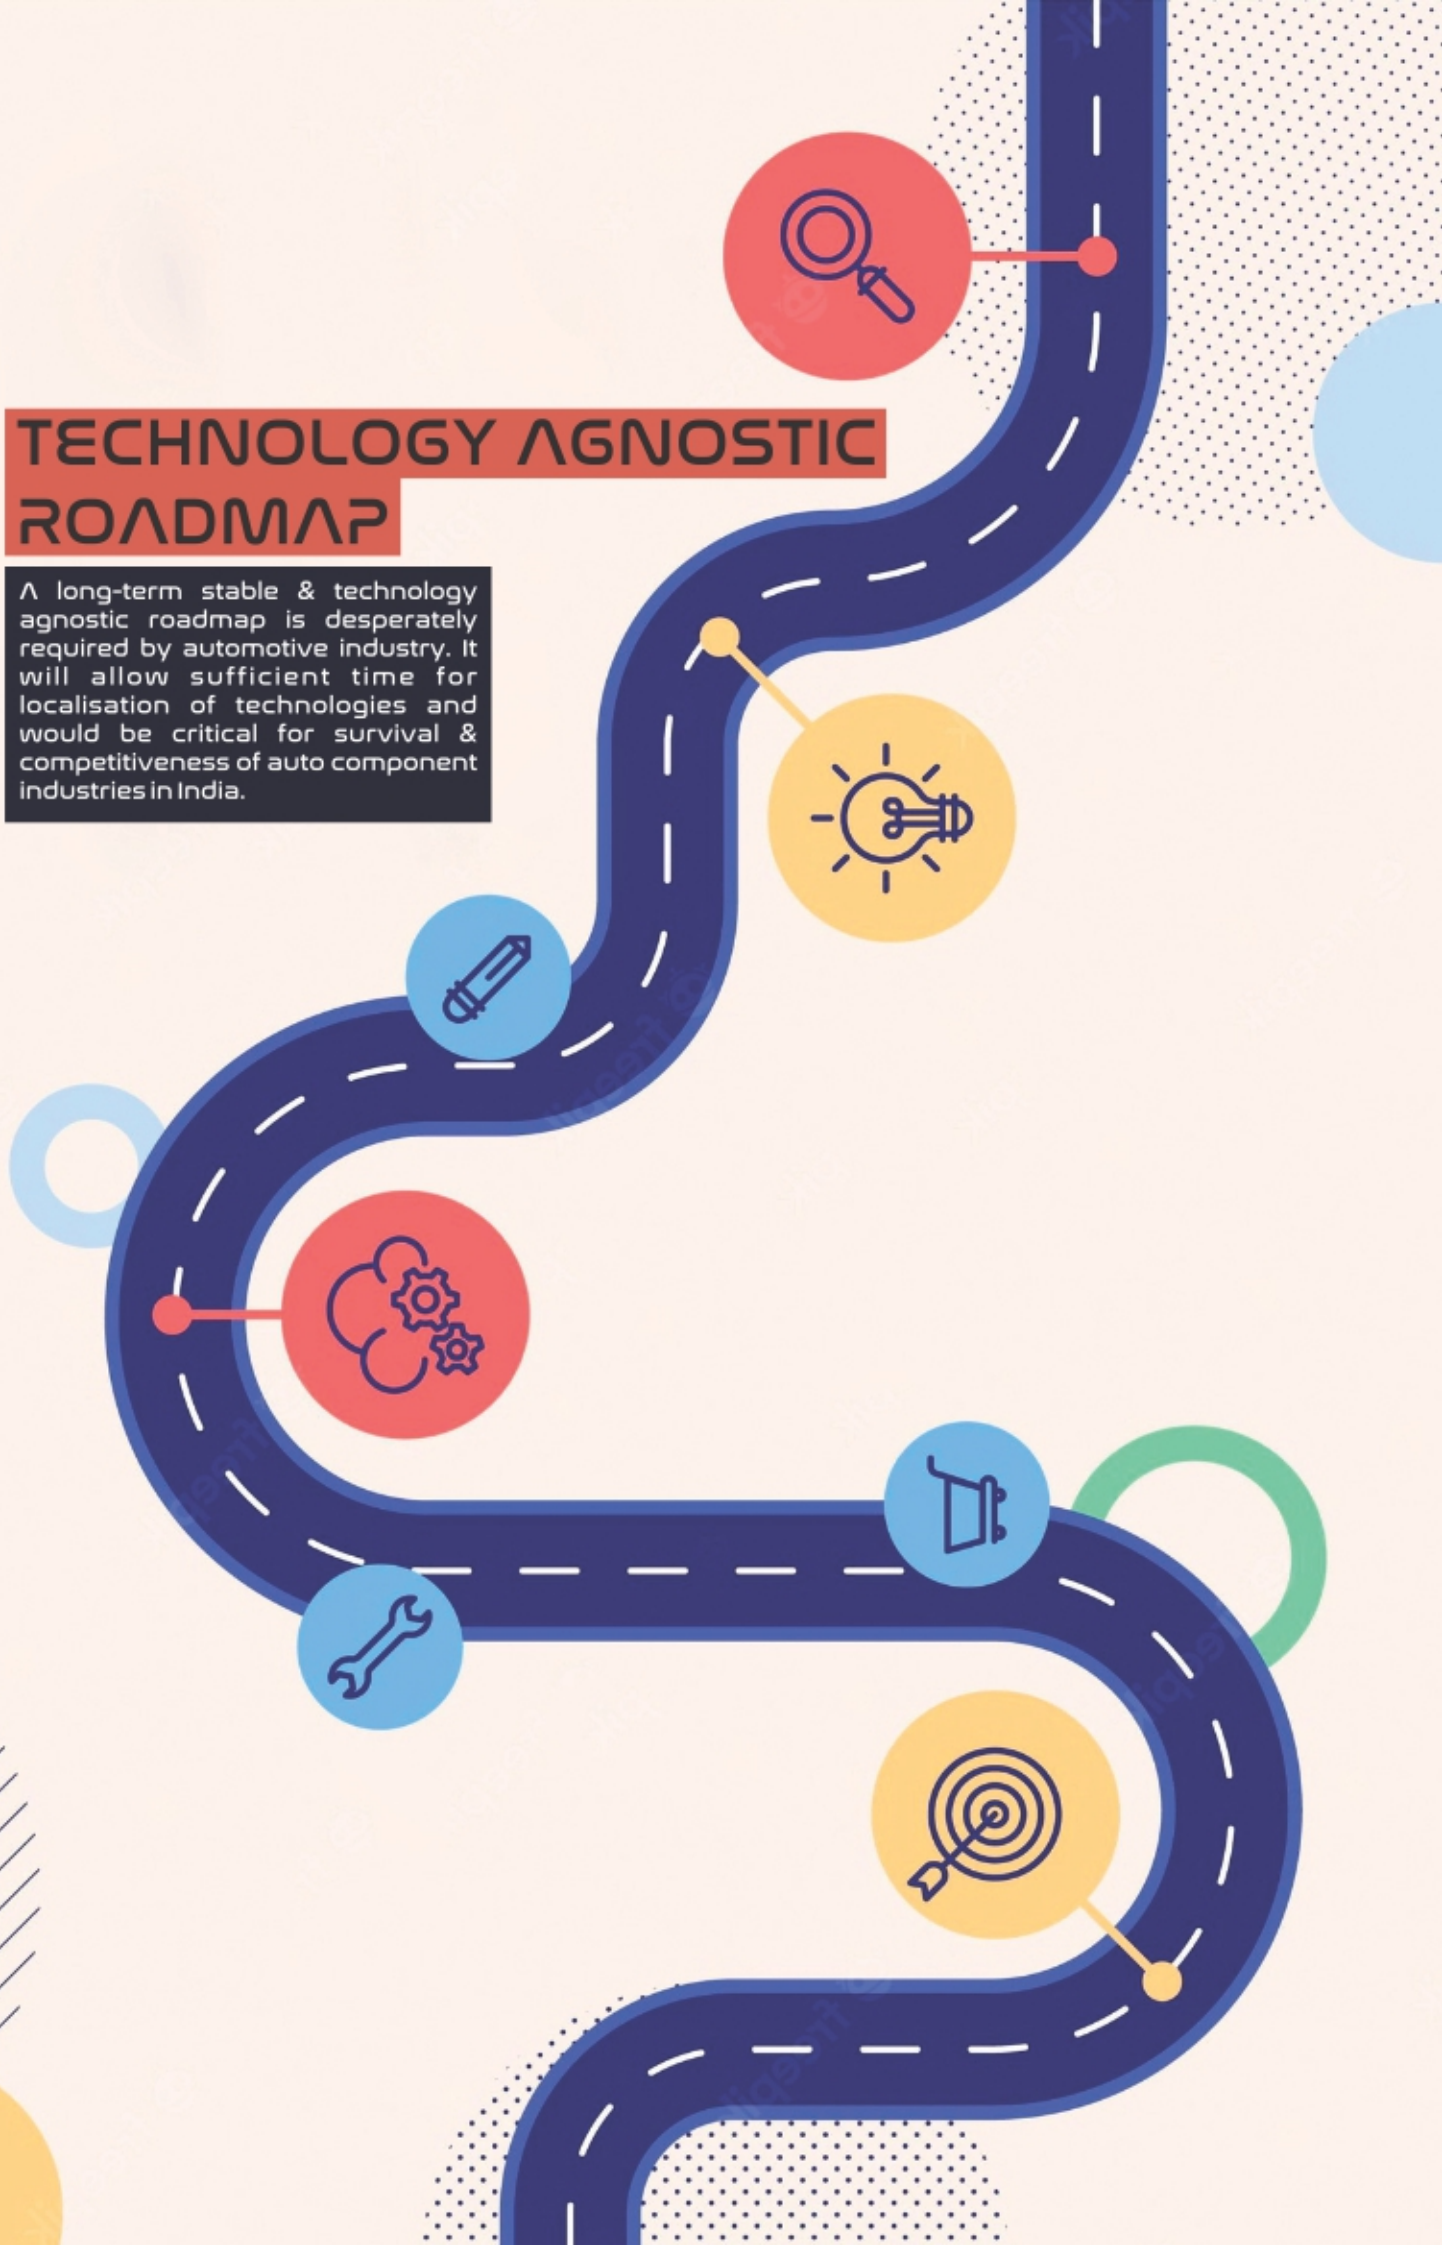 TECHNOLOGY AGNOSTIC
ROADMAP
A long-term stable & technology
agnostic roadmap is desperately
required by automotive industry. It
will allow sufficient time for
localisation of technologies and
would be critical for survival &
competitiveness of auto component
industries in India.